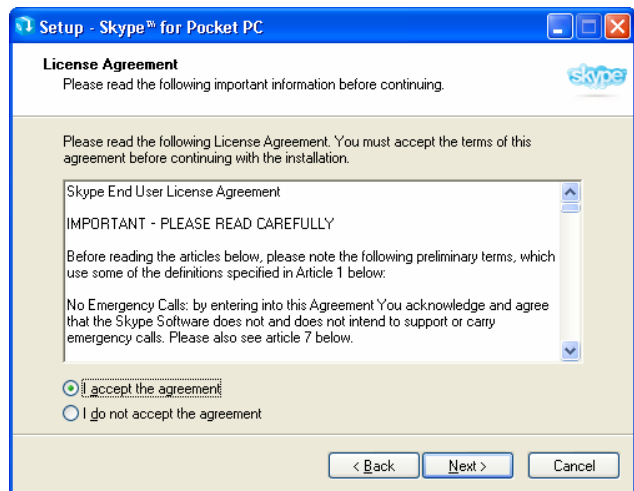 Setup - Skype™ for Pocket PC
License Agreement
Please read the following important information before continuing.
skype
Please read the following License Agreement. You must accept the terms of this
agreement before continuing with the installation.
Skype End User License Agreement
IMPORTANT - PLEASE READ CAREFULLY
Before reading the articles below, please note the following preliminary terms, which
use some of the definitions specified in Article 1 below:
No Emergency Calls: by entering into this Agreement You acknowledge and agree
that the Skype Software does not and does not intend to support or carry
emergency calls. Please also see article 7 below.
I accept the agreement
I do not accept the agreement
< Back Next > Cancel